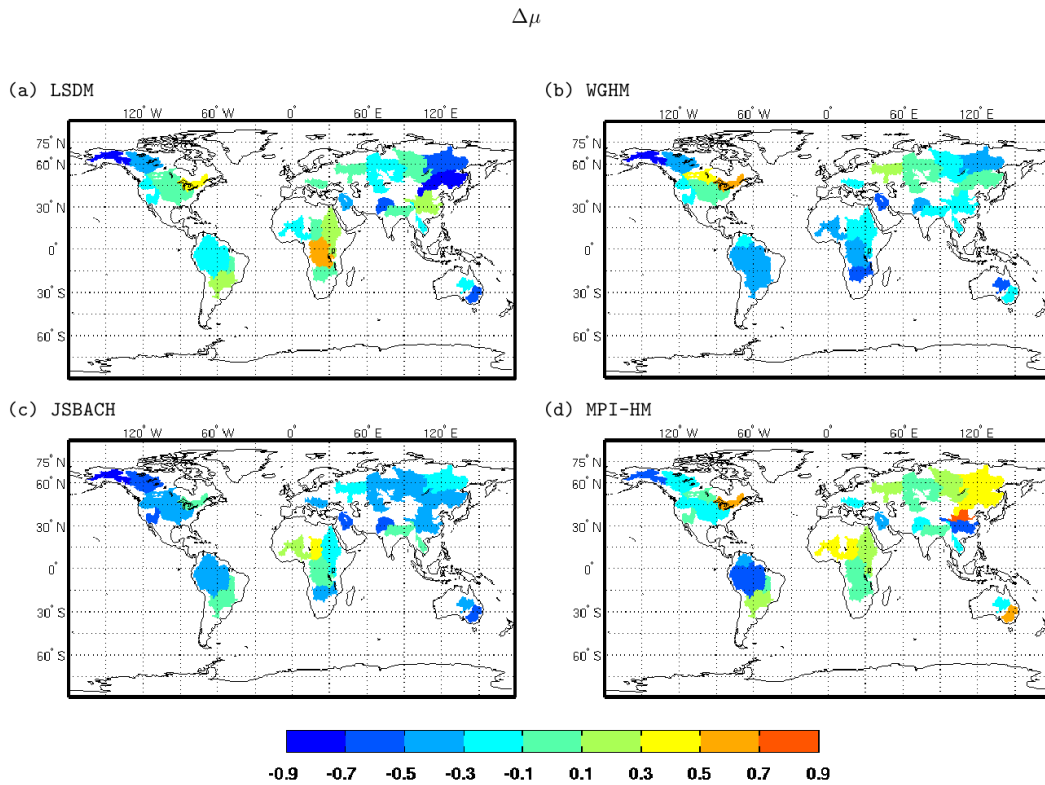 Δμ
(a) LSDM
(b) WGHM
120° W 60° W 0° 60° E 120° E
120° W 60° W 0° 60° E 120° E
75° N
60° N
30° N
0°
30° S
60° S
75° N
60° N
30° N
0°
30° S
60° S
(c) JSBACH
(d) MPI-HM
120° W 60° W 0° 60° E 120° E
120° W 60° W 0° 60° E 120° E
75° N
60° N
30° N
0°
30° S
60° S
75° N
60° N
30° N
0°
30° S
60° S
-0.9 -0.7 -0.5 -0.3 -0.1 0.1 0.3 0.5 0.7 0.9